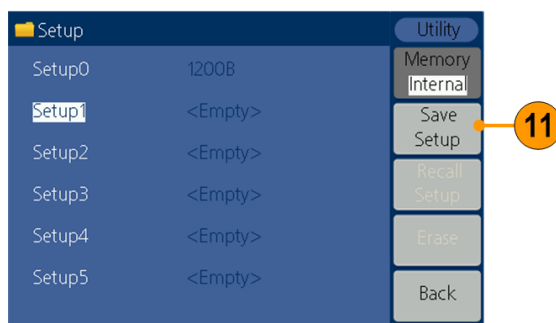 Setup
Utility
Setup0 1200B
Memory
Internal
Setup1 <Empty>
Save
Setup
11
Setup2 <Empty>
Recall
Setup
Setup3 <Empty>
Setup4 <Empty>
Erase
Setup5 <Empty>
Back